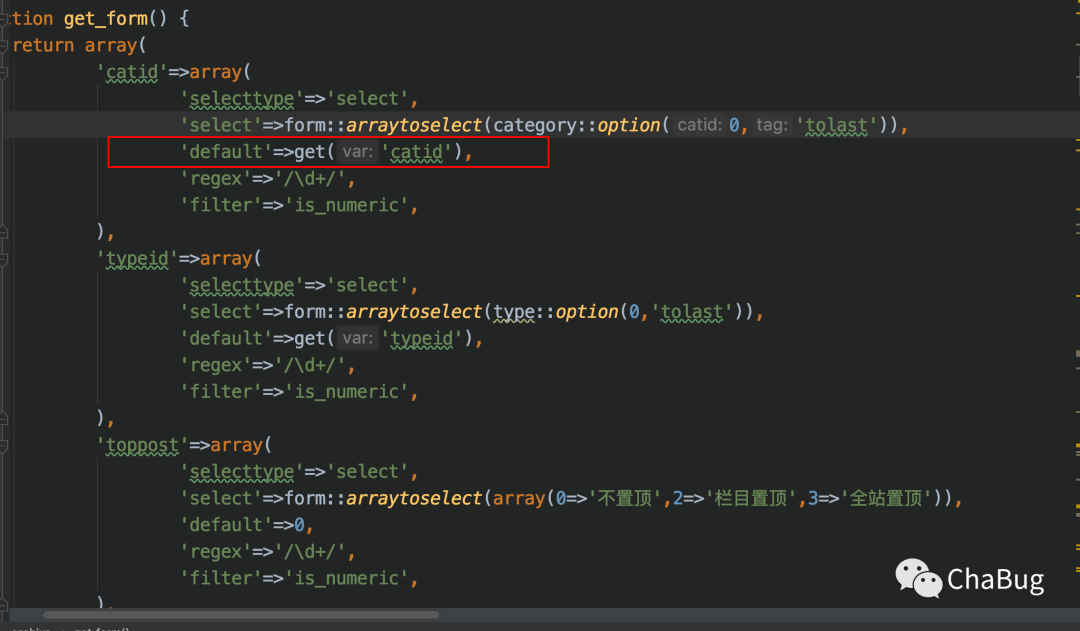 tion get_form() {
return array(
'catid'=>array(
'selecttype'=>'select',
'select'=>form::arraytoselect(category::option( catid: 0, tag: 'tolast')),
'default'=>get( var: 'catid'),
'regex'=>'/\d+/',
'filter'=>'is_numeric',
),
'typeid'=>array(
'selecttype'=>'select',
'select'=>form::arraytoselect(type::option(0,'tolast')),
'default'=>get( var: 'typeid'),
'regex'=>'/\d+/',
'filter'=>'is_numeric',
),
'toppost'=>array(
'selecttype'=>'select',
'select'=>form::arraytoselect(array(0=>'不置顶',2=>'栏目置顶',3=>'全站置顶')),
'default'=>0,
'regex'=>'/\d+/',
'filter'=>'is_numeric',
),
ChaBug